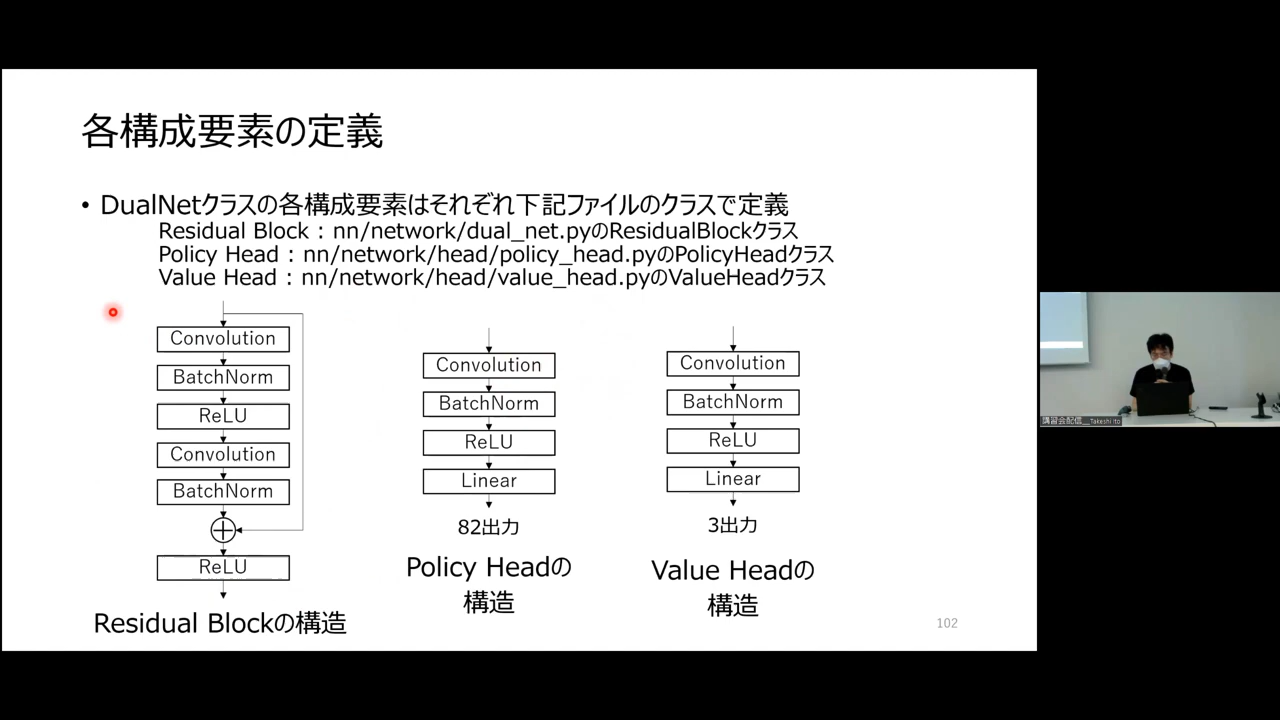 各構成要素の定義
• DualNetクラスの各構成要素はそれぞれ下記ファイルのクラスで定義
Residual Block : nn/network/dual_net.pyのResidualBlockクラス
Policy Head : nn/network/head/policy_head.pyのPolicyHeadクラス
Value Head : nn/network/head/value_head.pyのValueHeadクラス
Convolution
BatchNorm
ReLU
Convolution
BatchNorm
ReLU
Residual Blockの構造
Convolution
BatchNorm
ReLU
Linear
82出力
Policy Headの
構造
Convolution
BatchNorm
ReLU
Linear
3出力
Value Headの
構造
102
講習会配信__Takeshi Ito